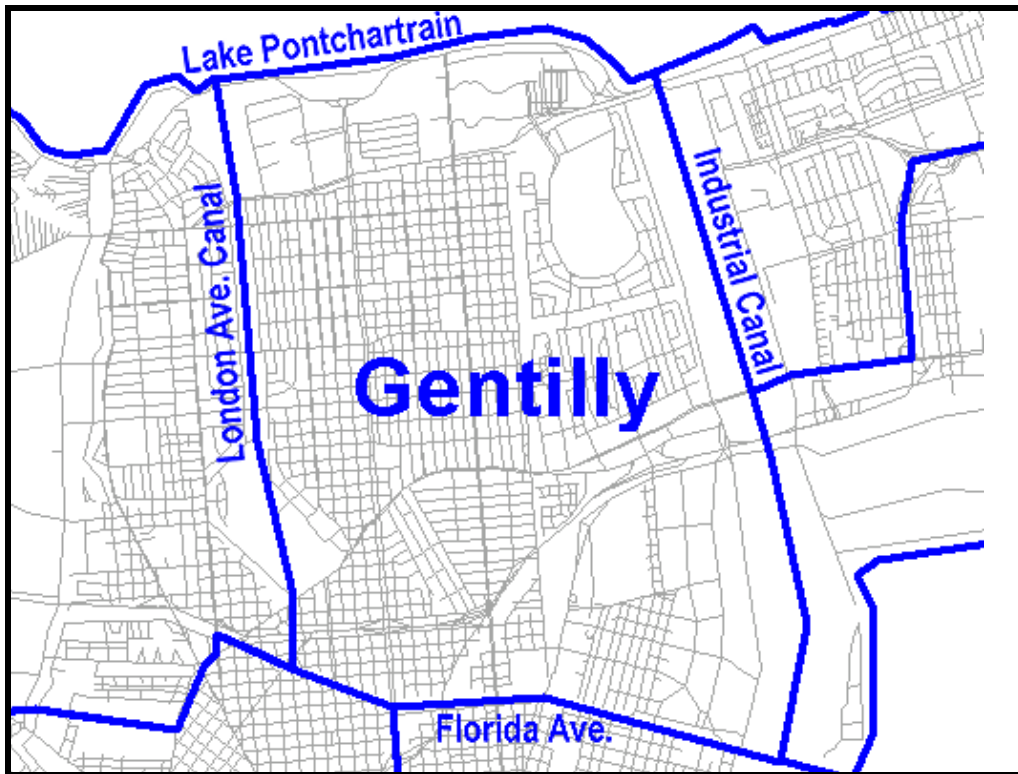 Lake Pontchartrain
London Ave. Canal
Industrial Canal
Gentilly
Florida Ave.